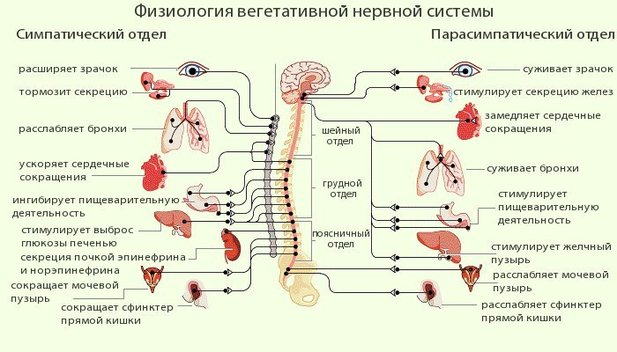 Физиология вегетативной нервной системы
Симпатический отдел
Парасимпатический отдел
расширяет зрачок
тормозит секрецию
расслабляет бронхи
ускоряет сердечные
сокращения
ингибирует пищеварительную
деятельность
стимулирует выброс
глюкозы печенью
секреция почкой эпинефрина
и норэпинефрина
сокращает мочевой
пузырь
сокращает сфинктер
прямой кишки
шейный
отдел
грудной
отдел
поясничный
отдел
суживает зрачок
стимулирует секрецию желез
замедляет сердечные
сокращения
суживает бронхи
стимулирует
пищеварительную
деятельность
стимулирует желчный
пузырь
расслабляет мочевой
пузырь
расслабляет сфинктер
прямой кишки